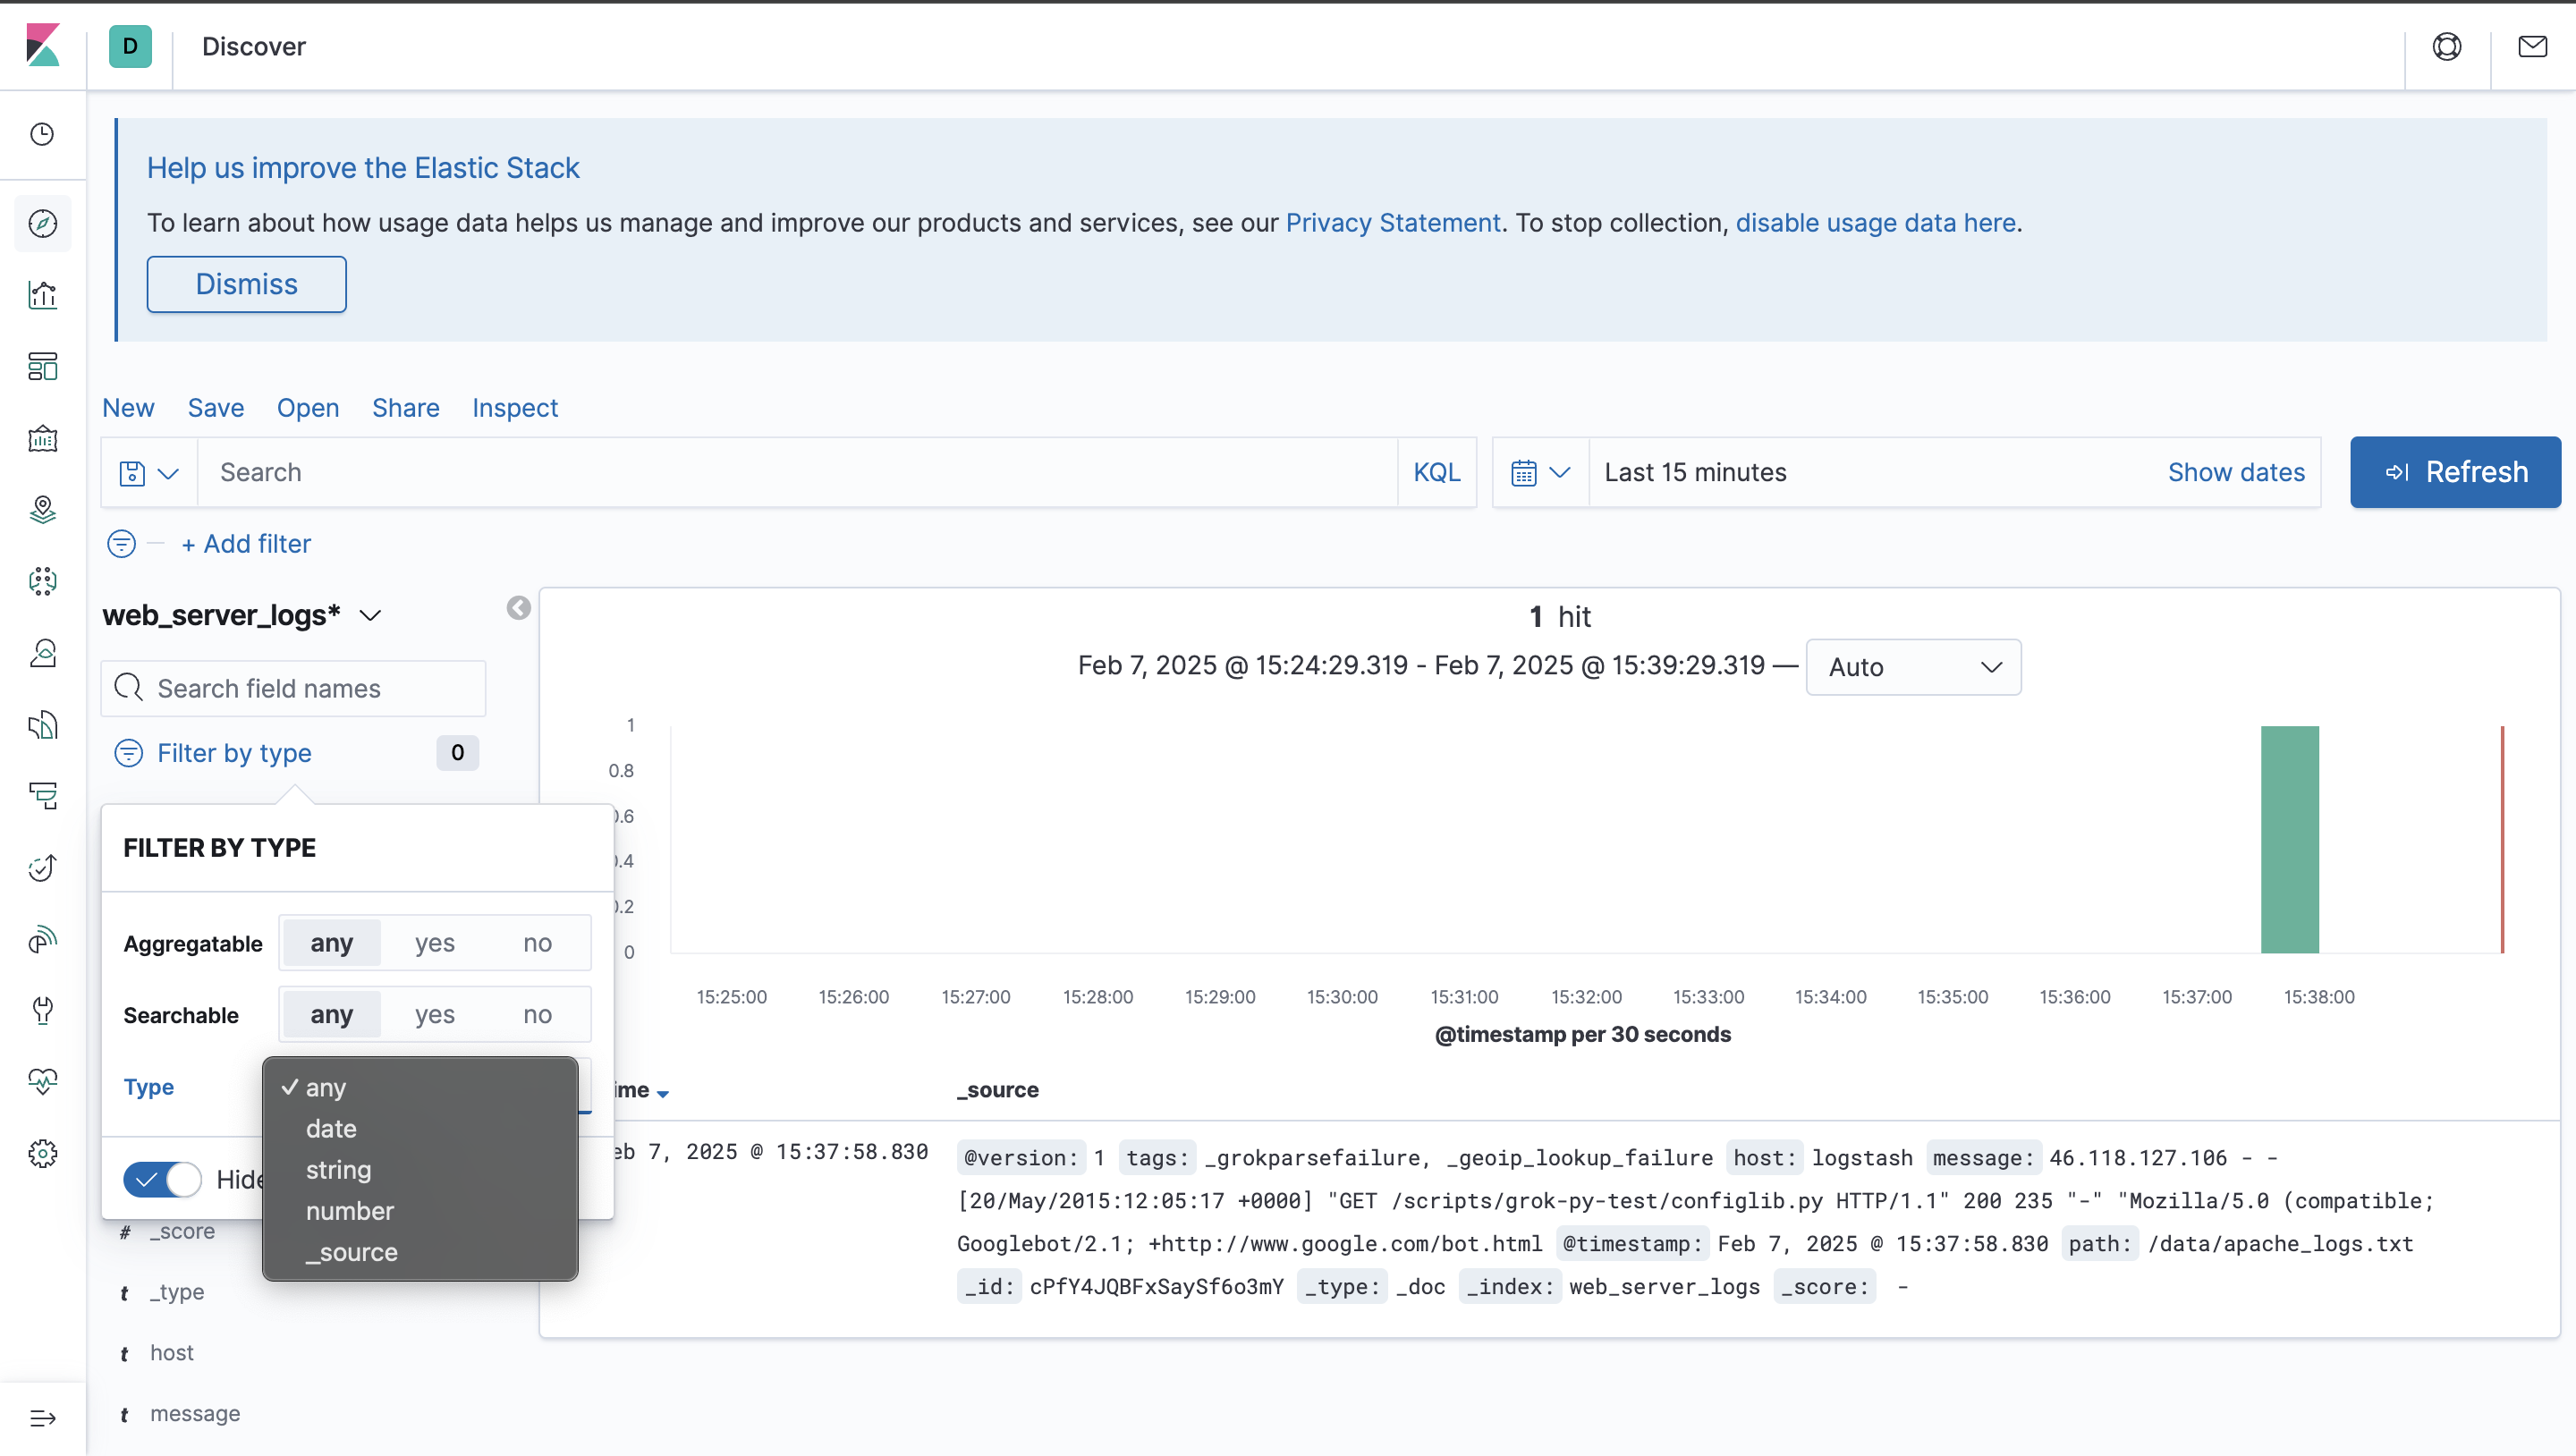 D
Discover
Help us improve the Elastic Stack
To learn about how usage data helps us manage and improve our products and services, see our Privacy Statement. To stop collection, disable usage data here.
Dismiss
New Save Open Share Inspect
Search KQL Last 15 minutes Show dates Refresh
+ Add filter
web_server_logs*
Search field names
Filter by type 0
FILTER BY TYPE
Aggregatable any yes no
Searchable any yes no
Type
any
date
string
number
_source
Hide
# _score
t _type
t host
t message
1 hit
Feb 7, 2025 @ 15:24:29.319 - Feb 7, 2025 @ 15:39:29.319 — Auto
1
0.8
0.6
0.4
0.2
0
15:25:00 15:26:00 15:27:00 15:28:00 15:29:00 15:30:00 15:31:00 15:32:00 15:33:00 15:34:00 15:35:00 15:36:00 15:37:00 15:38:00
@timestamp per 30 seconds
ime _source
eb 7, 2025 @ 15:37:58.830
@version: 1 tags: _grokparsefailure, _geoip_lookup_failure host: logstash message: 46.118.127.106 - -
[20/May/2015:12:05:17 +0000] "GET /scripts/grok-py-test/configlib.py HTTP/1.1" 200 235 "-" "Mozilla/5.0 (compatible;
Googlebot/2.1; +http://www.google.com/bot.html @timestamp: Feb 7, 2025 @ 15:37:58.830 path: /data/apache_logs.txt
_id: cPfY4JQBFxSaySf6o3mY _type: _doc _index: web_server_logs _score: -